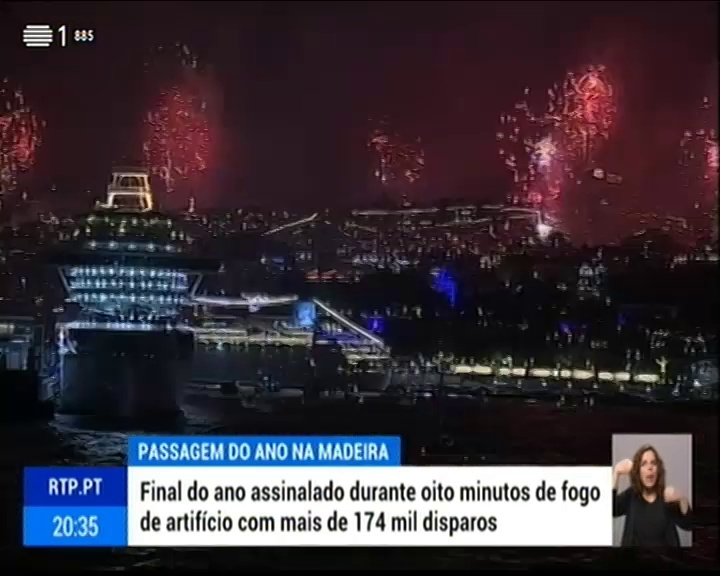 1 885
PASSAGEM DO ANO NA MADEIRA
RTP.PT
Final do ano assinalado durante oito minutos de fogo
20:35
de artifício com mais de 174 mil disparos